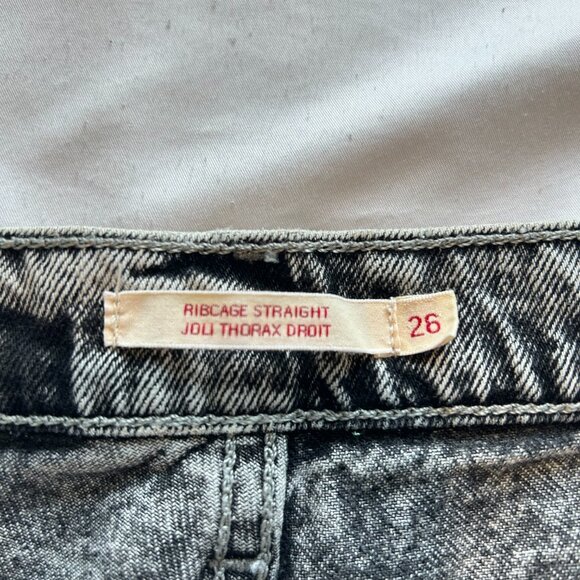 RIBCAGE STRAIGHT
JOLI THORAX DROIT
26